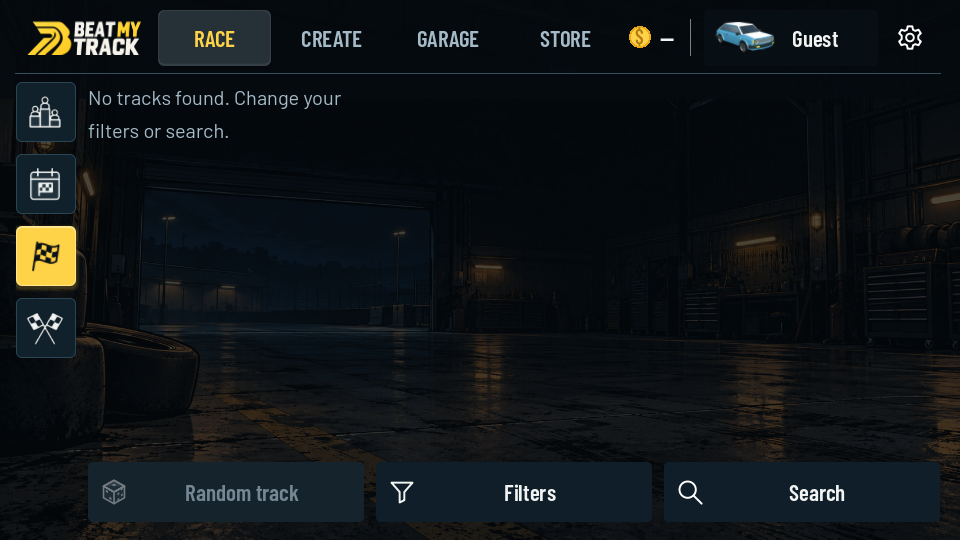 BEAT MY
TRACK
RACE
CREATE
GARAGE
STORE
$ –
Guest
No tracks found. Change your
filters or search.
Random track
Filters
Search